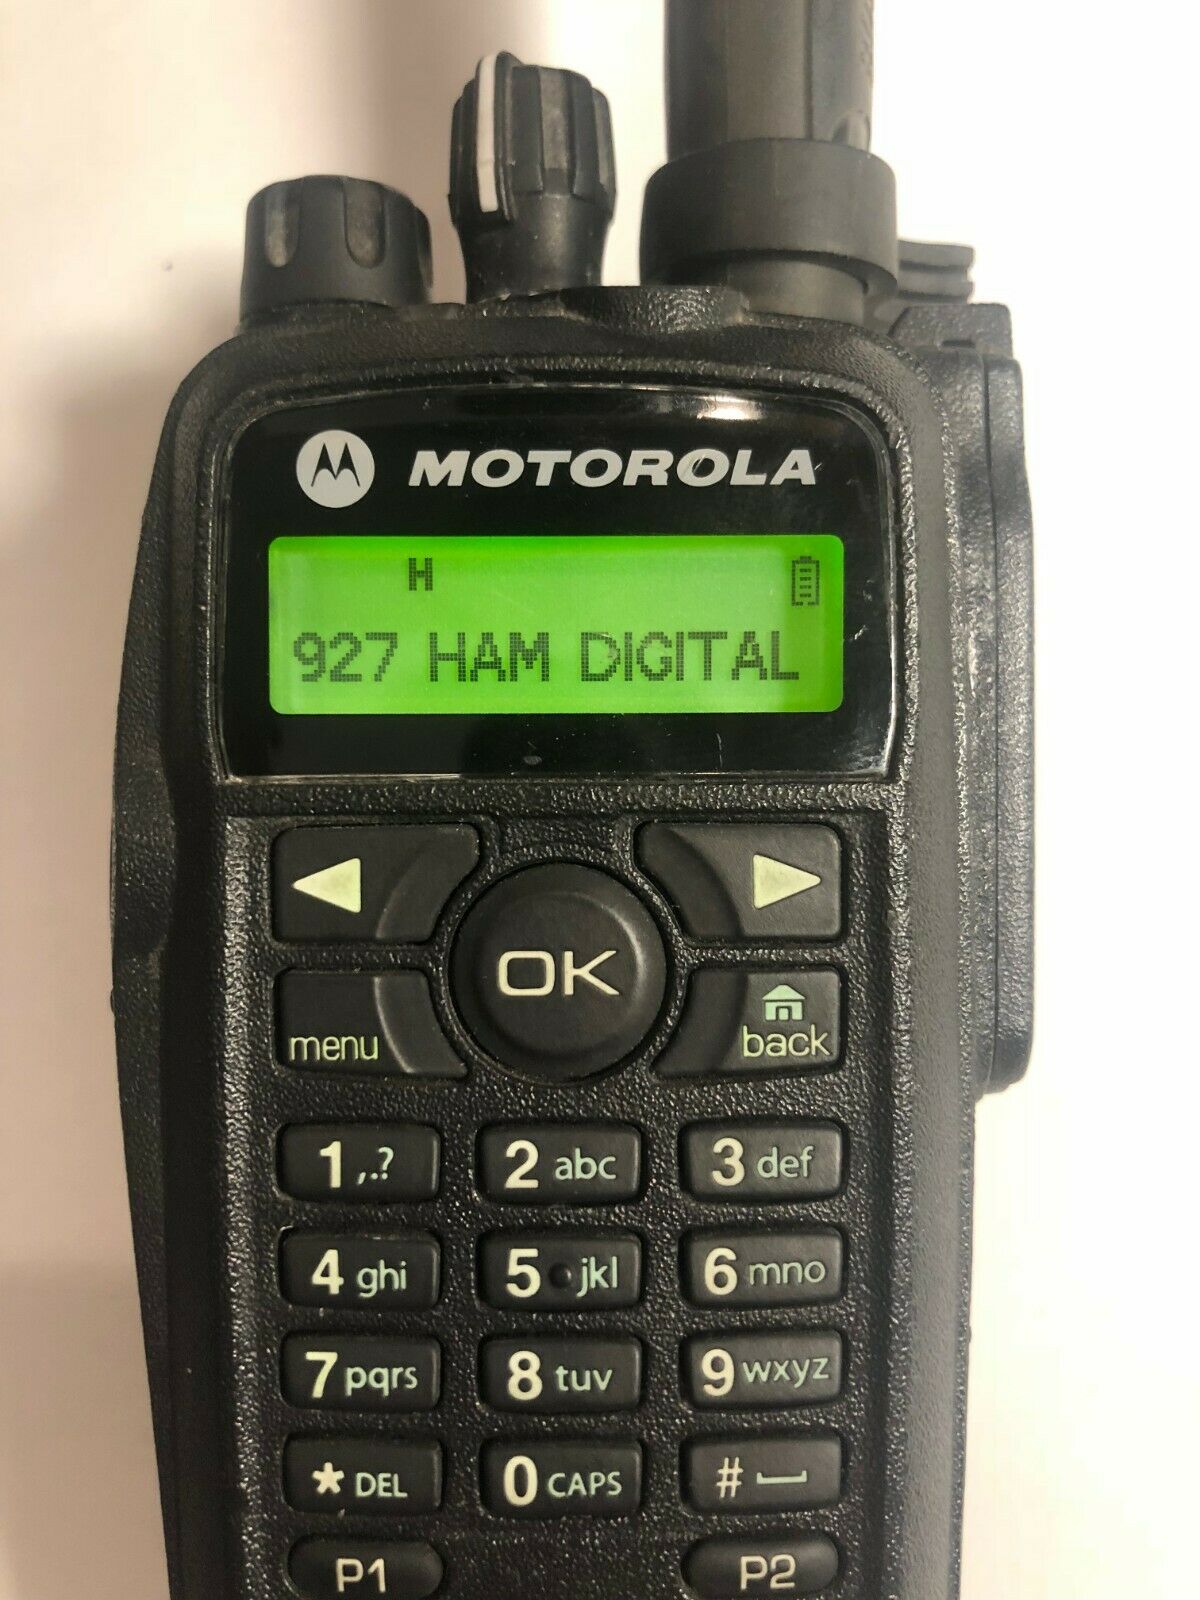 MOTOROLA
H
927 HAM DIGITAL
OK
menu
back
1 ,.?
2 abc
3 def
4 ghi
5 jkl
6 mno
7 pqrs
8 tuv
9 wxyz
* DEL
0 CAPS
#
P1
P2